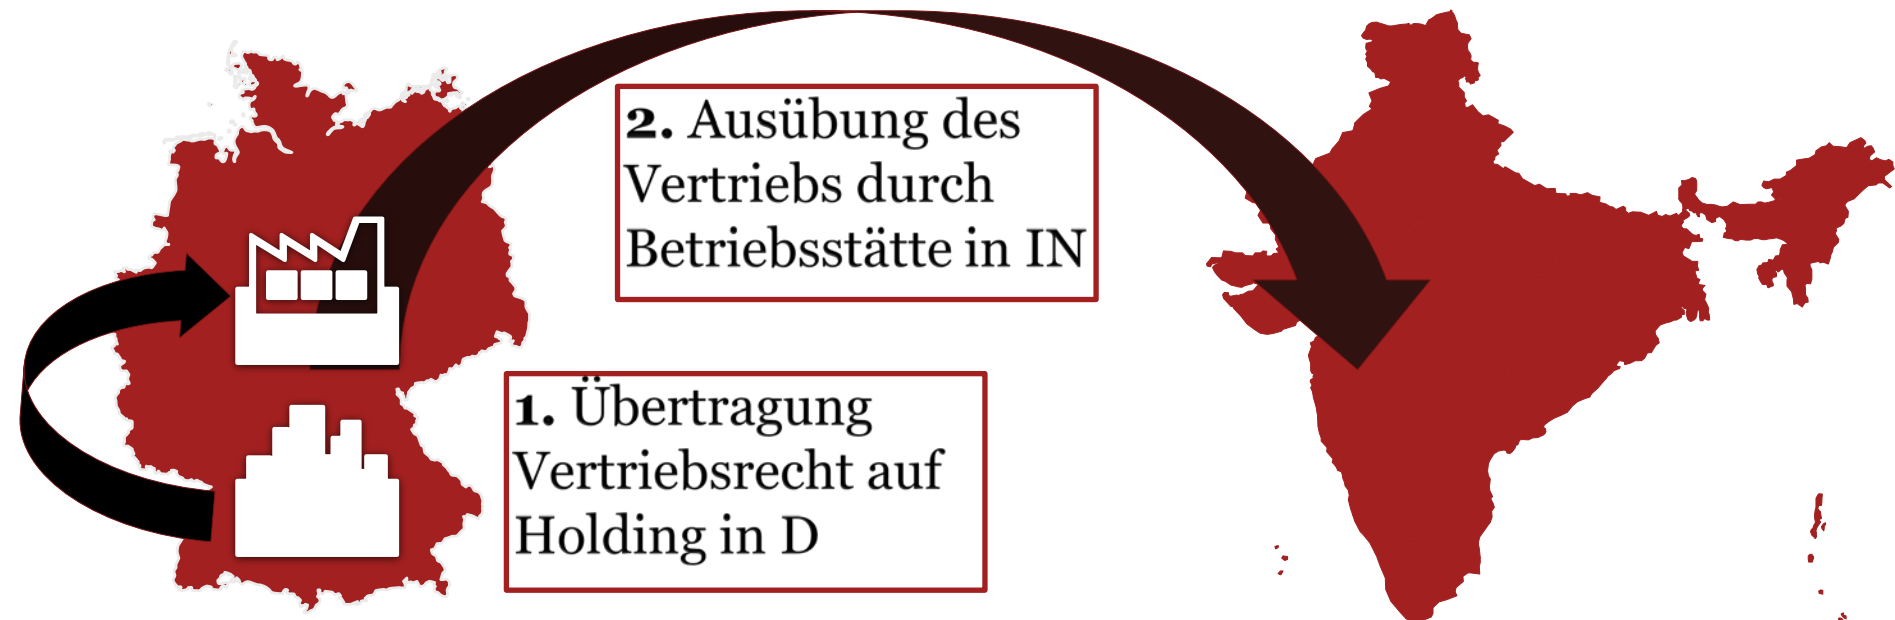 2. Ausübung des
Vertriebs durch
Betriebsstätte in IN
1. Übertragung
Vertriebsrecht auf
Holding in D